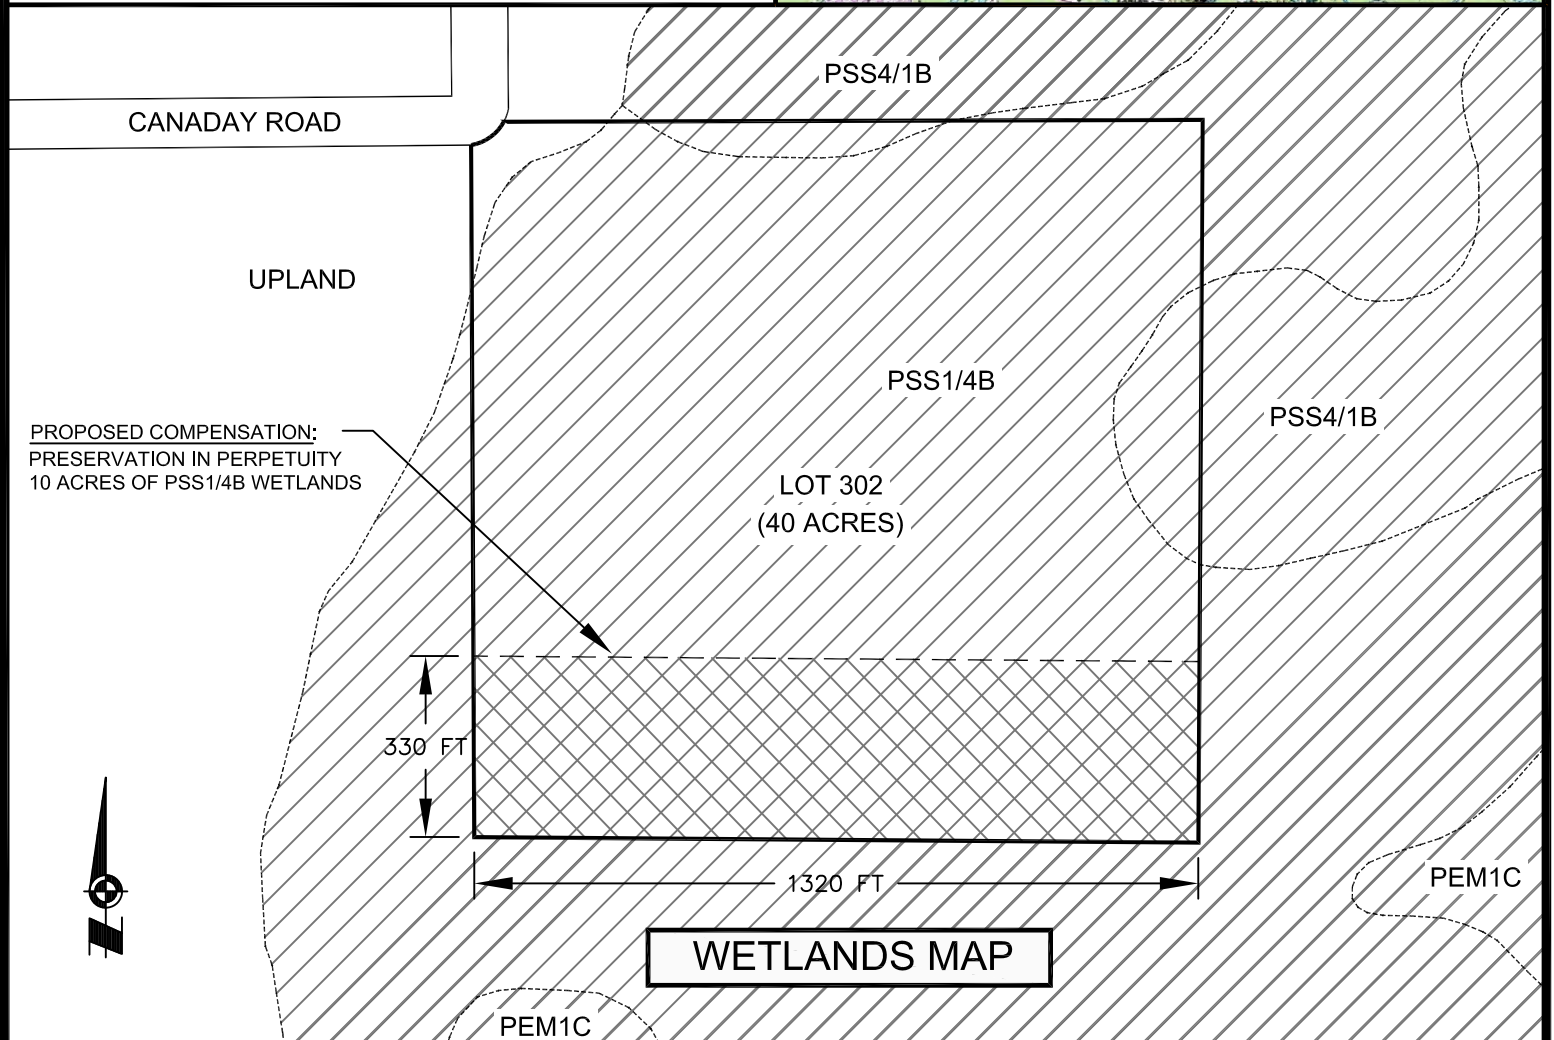 PSS4/1B
CANADAY ROAD
UPLAND
PSS1/4B
PSS4/1B
PROPOSED COMPENSATION:
PRESERVATION IN PERPETUITY
10 ACRES OF PSS1/4B WETLANDS
LOT 302
(40 ACRES)
330 FT
1320 FT
PEM1C
WETLANDS MAP
PEM1C
N